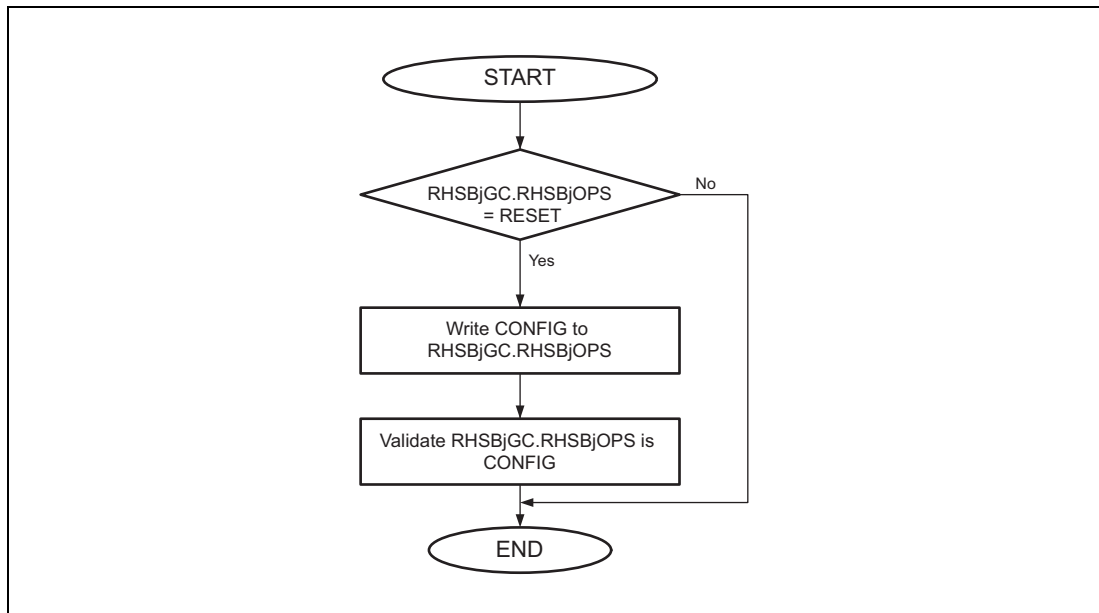 START
RHSBjGC.RHSBjOPS
= RESET
No
Yes
Write CONFIG to
RHSBjGC.RHSBjOPS
Validate RHSBjGC.RHSBjOPS is
CONFIG
END